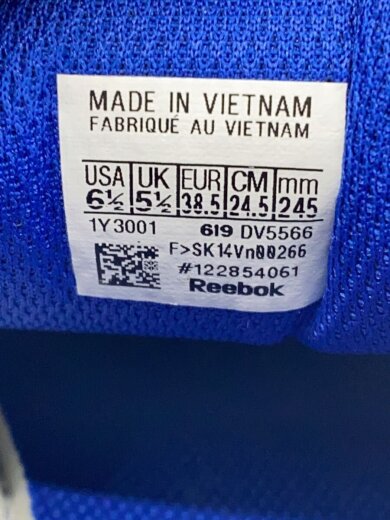 MADE IN VIETNAM
FABRIQUÉ AU VIETNAM
USA UK EUR CM mm
6½ 5½ 38.5 24.5 245
1Y3001 619 DV5566
F>SK14Vn00266
#122854061
Reebok